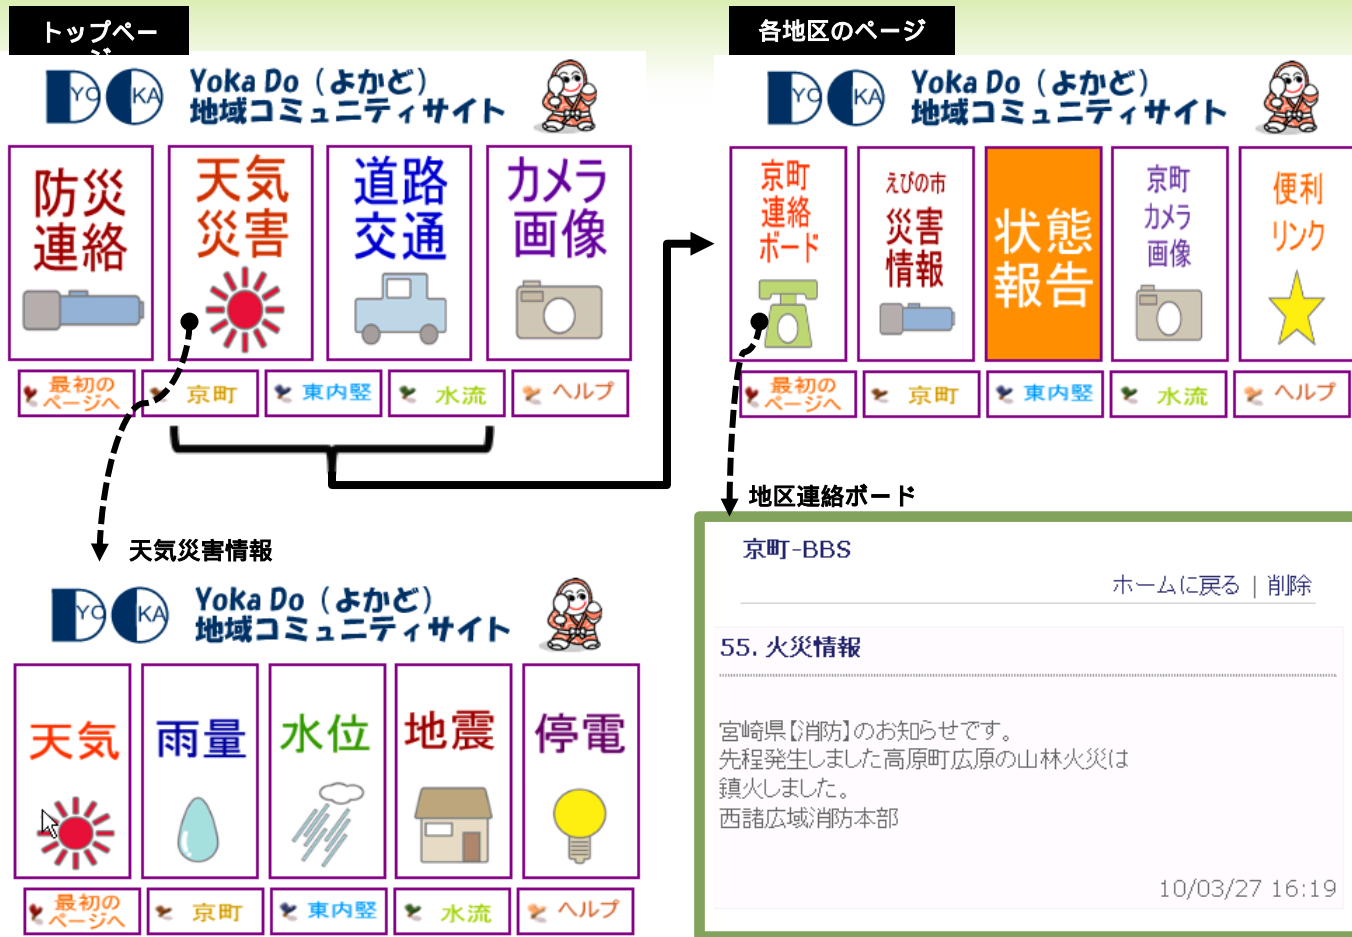 トップペー
ジ
YO KA
Yoka Do（よかど）
地域コミュニティサイト
防災
連絡
天気
災害
道路
交通
カメラ
画像
最初の
ページへ
京町
東内竪
水流
ヘルプ
各地区のページ
YO KA
Yoka Do（よかど）
地域コミュニティサイト
京町
連絡
ボード
えびの市
災害
情報
状態
報告
京町
カメラ
画像
便利
リンク
最初の
ページへ
京町
東内竪
水流
ヘルプ
天気災害情報
YO KA
Yoka Do（よかど）
地域コミュニティサイト
天気
雨量
水位
地震
停電
最初の
ページへ
京町
東内竪
水流
ヘルプ
地区連絡ボード
京町-BBS
ホームに戻る | 削除
55. 火災情報
宮崎県【消防】のお知らせです。
先程発生しました高原町広原の山林火災は
鎮火しました。
西諸広域消防本部
10/03/27 16:19